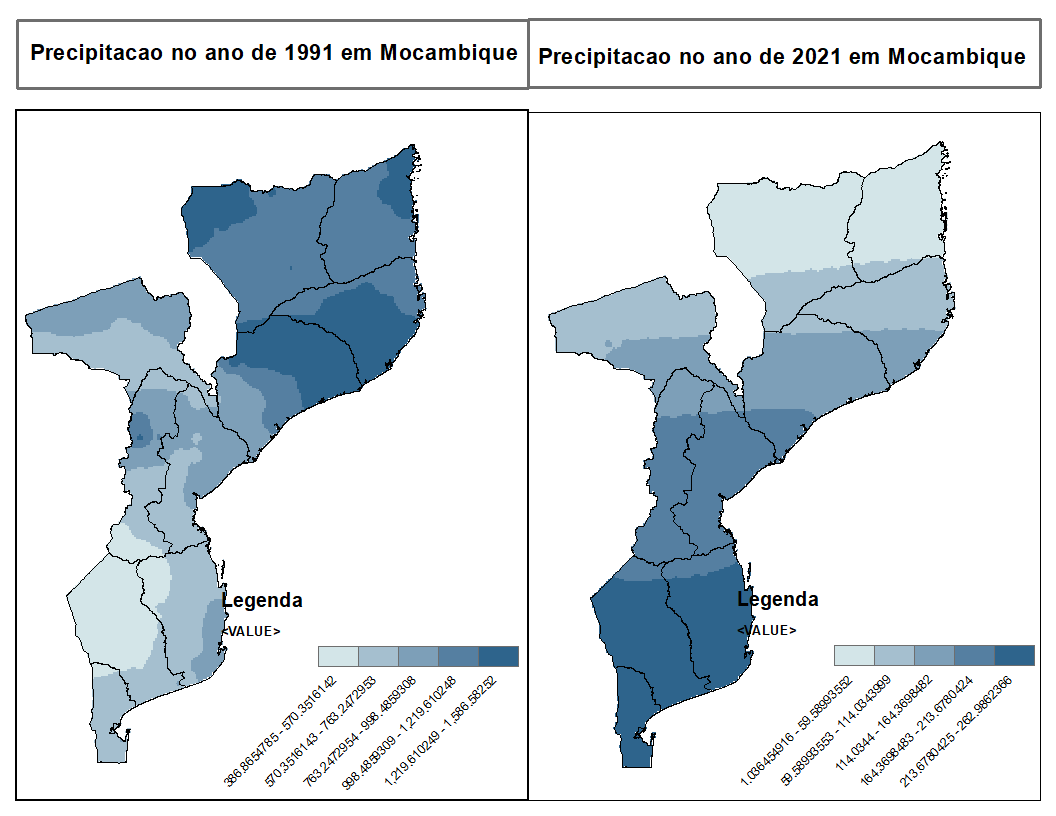 Precipitacao no ano de 1991 em Mocambique
Precipitacao no ano de 2021 em Mocambique
Legenda
<VALUE>
386,8654785 - 570,3516142
570,3516143 - 763,2472953
763,2472954 - 998,4859308
998,4859309 - 1,219,610248
1,219,610249 - 1,586,58252
Legenda
<VALUE>
1,036454916 - 59,58993552
59,58993553 - 114,0343999
114,0344 - 164,3698482
164,3698483 - 213,6780424
213,6780425 - 262,9862366